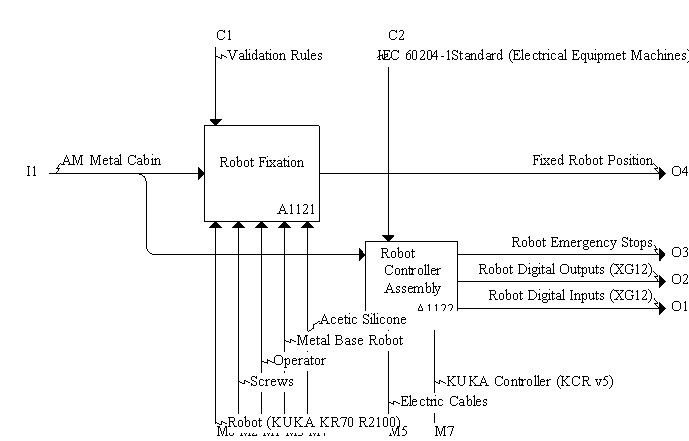 C1
C2
Validation Rules
IEC 60204-1Standard (Electrical Equipmet Machines)
AM Metal Cabin
Robot Fixation
Fixed Robot Position
I1
O4
A1121
Robot Emergency Stops
O3
Robot
Controller
Assembly
Robot Digital Outputs (XG12)
O2
Robot Digital Inputs (XG12)
O1
A1122
Acetic Silicone
Metal Base Robot
Operator
Screws
KUKA Controller (KCR v5)
Electric Cables
Robot (KUKA KR70 R2100)
M5
M7